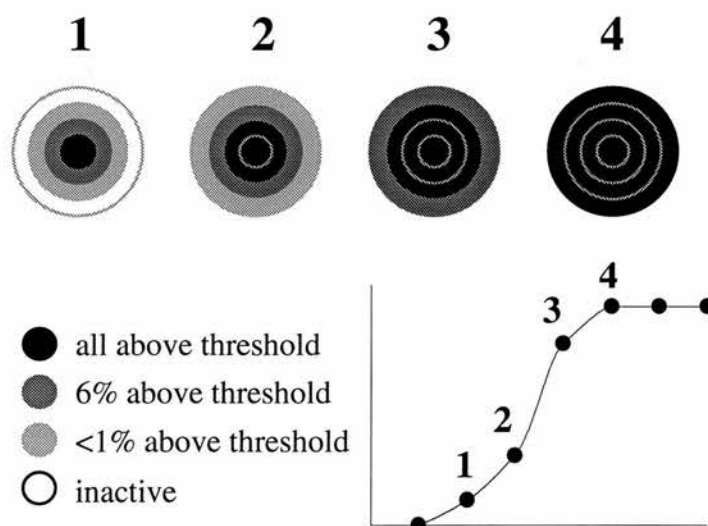 1 2 3 4
4
3
2
1
all above threshold
6% above threshold
<1% above threshold
inactive